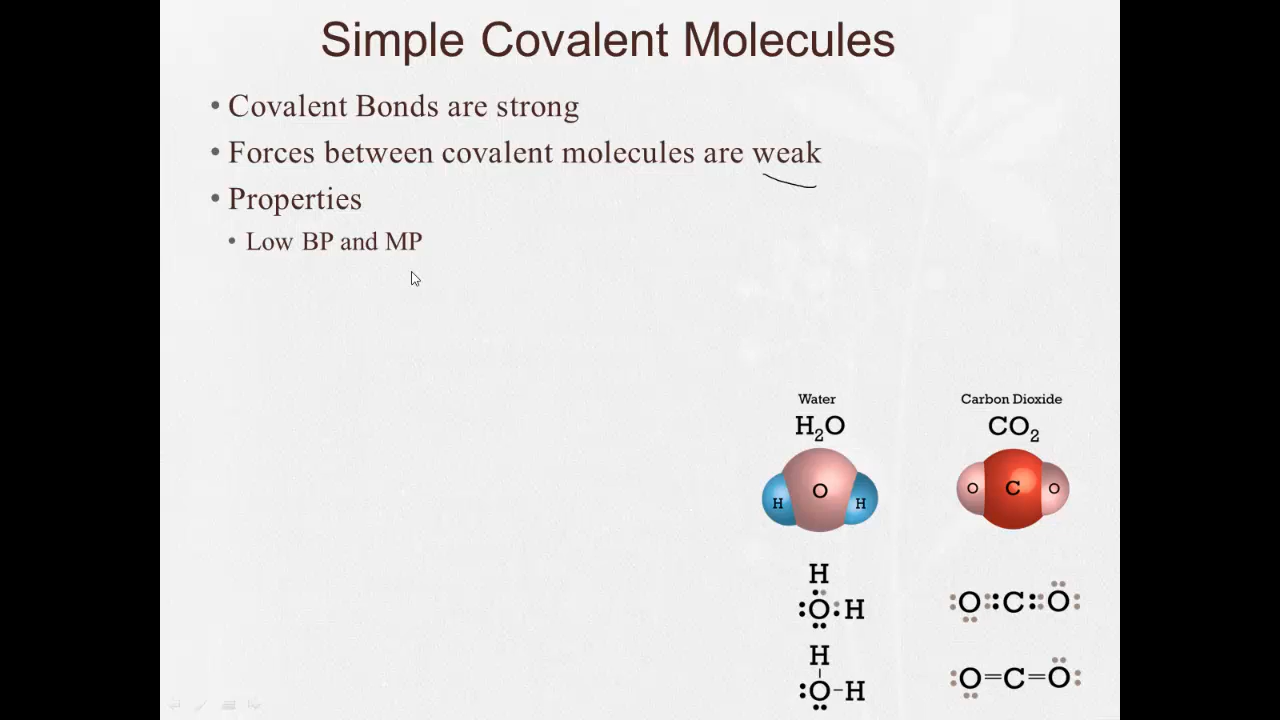 Simple Covalent Molecules
• Covalent Bonds are strong
• Forces between covalent molecules are weak
• Properties
• Low BP and MP
Water Carbon Dioxide
H₂O CO₂
H O H O C O
H
:O:H :O::C::O:
H
:O-H :O=C=O: